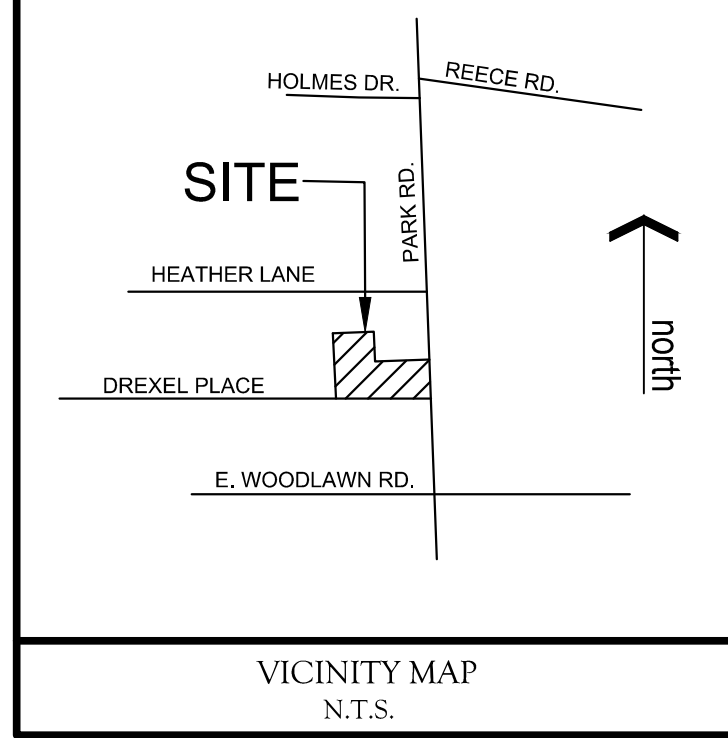 HOLMES DR.
REECE RD.
SITE
PARK RD.
HEATHER LANE
north
DREXEL PLACE
E. WOODLAWN RD.
VICINITY MAP
N.T.S.